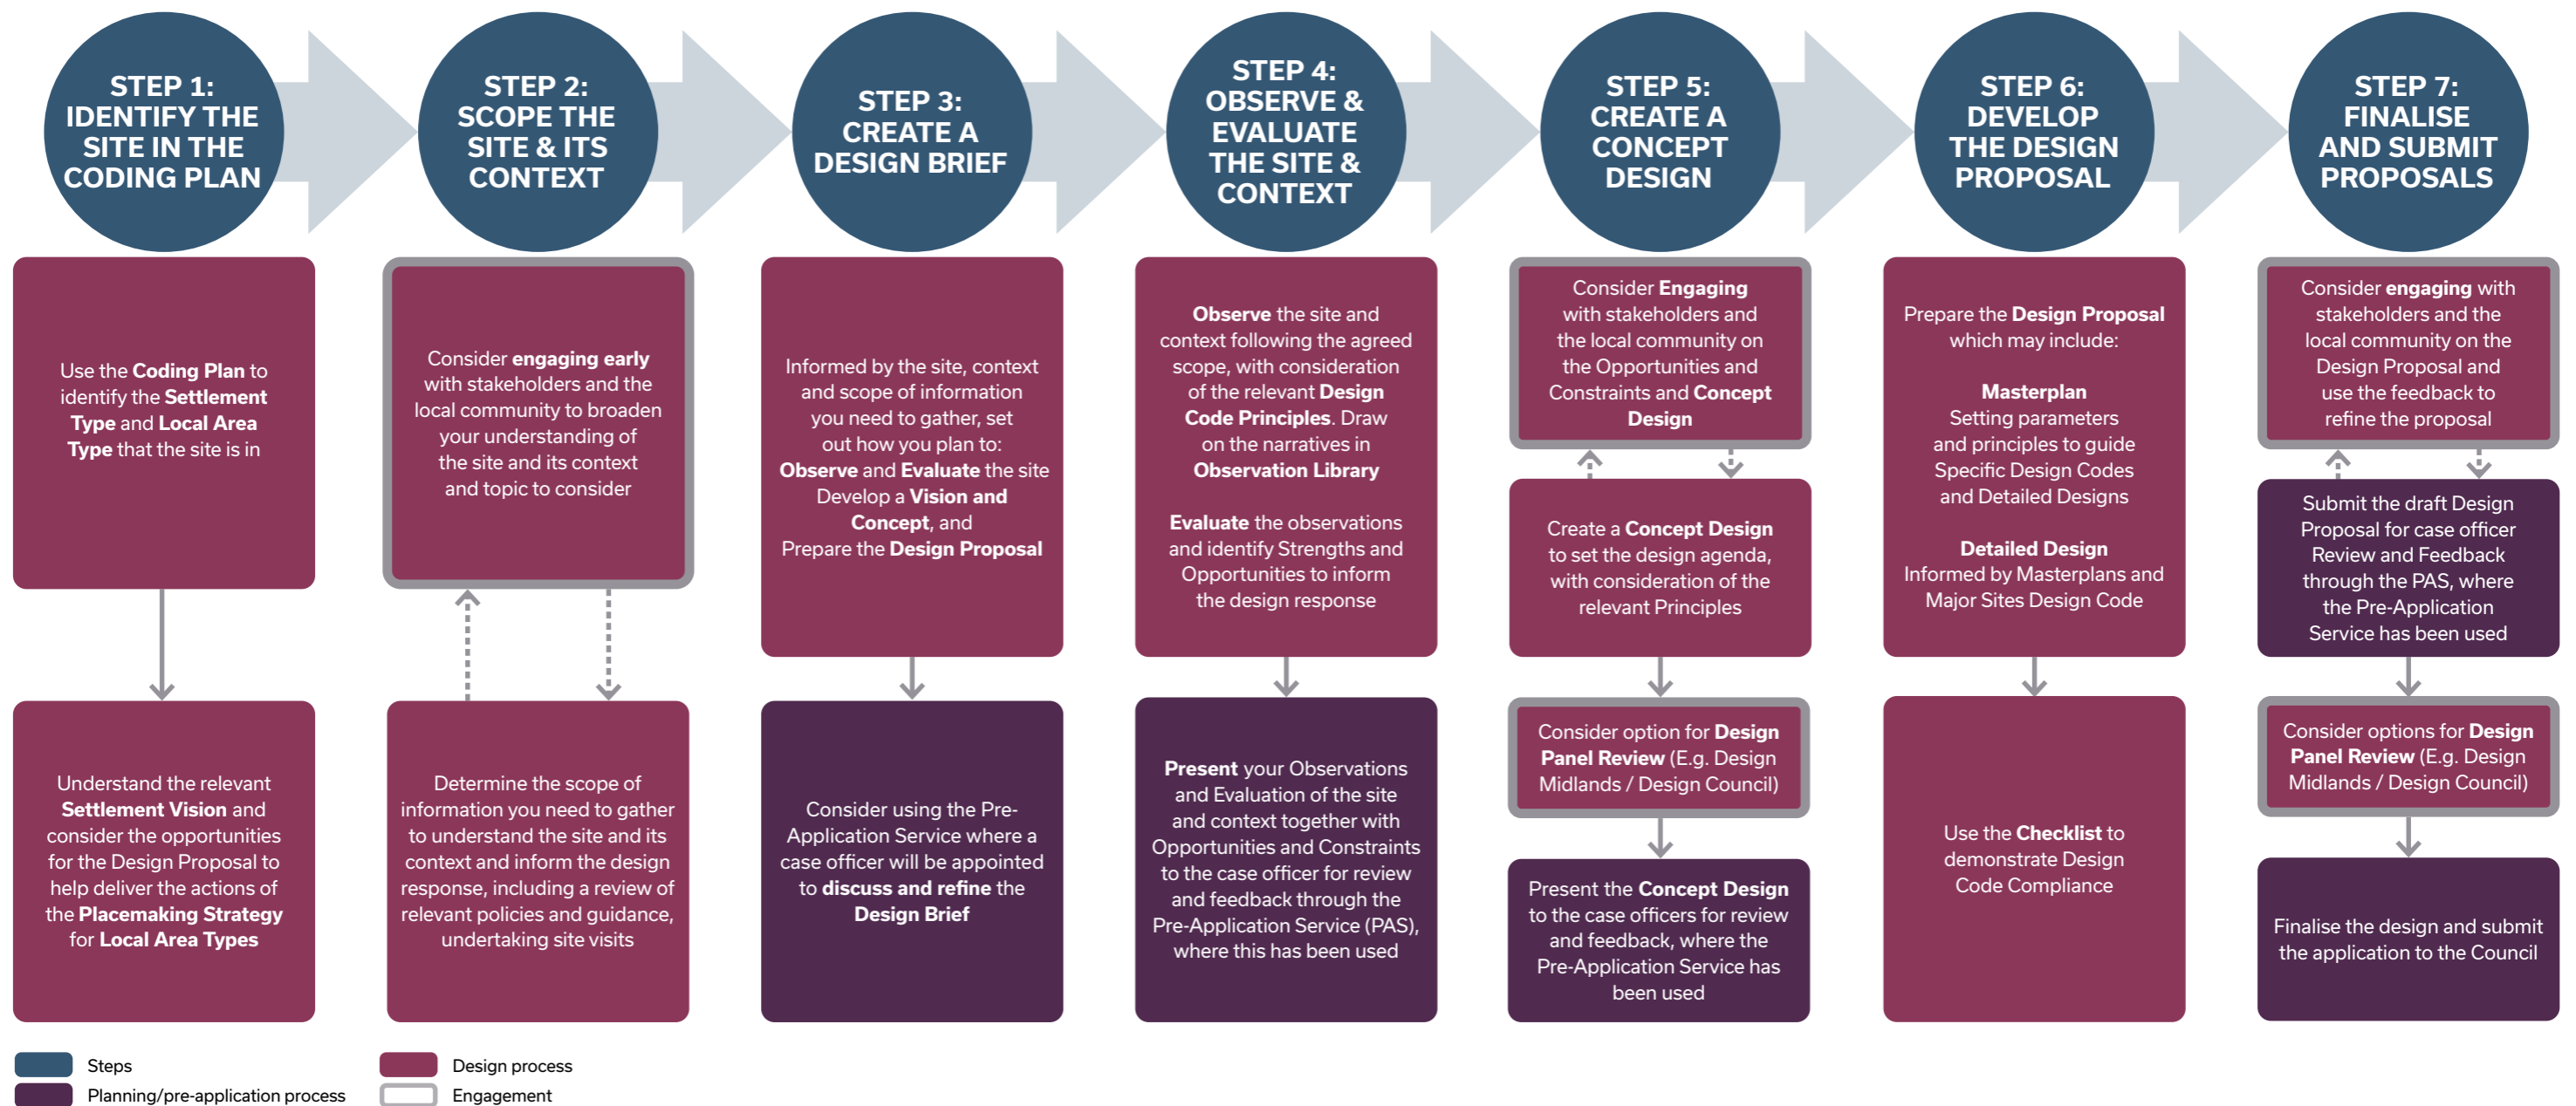 STEP 1:
IDENTIFY THE
SITE IN THE
CODING PLAN
STEP 2:
SCOPE THE
SITE & ITS
CONTEXT
STEP 3:
CREATE A
DESIGN BRIEF
STEP 4:
OBSERVE &
EVALUATE
THE SITE &
CONTEXT
STEP 5:
CREATE A
CONCEPT
DESIGN
STEP 6:
DEVELOP
THE DESIGN
PROPOSAL
STEP 7:
FINALISE
AND SUBMIT
PROPOSALS
Use the Coding Plan to
identify the Settlement
Type and Local Area
Type that the site is in
Understand the relevant
Settlement Vision and
consider the opportunities
for the Design Proposal to
help deliver the actions of
the Placemaking Strategy
for Local Area Types
Consider engaging early
with stakeholders and the
local community to broaden
your understanding of
the site and its context
and topic to consider
Determine the scope of
information you need to gather
to understand the site and its
context and inform the design
response, including a review of
relevant policies and guidance,
undertaking site visits
Informed by the site, context
and scope of information
you need to gather, set
out how you plan to:
Observe and Evaluate the site
Develop a Vision and
Concept, and
Prepare the Design Proposal
Consider using the Pre-
Application Service where a
case officer will be appointed
to discuss and refine the
Design Brief
Observe the site and
context following the agreed
scope, with consideration
of the relevant Design
Code Principles. Draw
on the narratives in
Observation Library
Evaluate the observations
and identify Strengths and
Opportunities to inform
the design response
Present your Observations
and Evaluation of the site
and context together with
Opportunities and Constraints
to the case officer for review
and feedback through the
Pre-Application Service (PAS),
where this has been used
Consider Engaging
with stakeholders and
the local community on
the Opportunities and
Constraints and Concept
Design
Create a Concept Design
to set the design agenda,
with consideration of the
relevant Principles
Consider option for Design
Panel Review (E.g. Design
Midlands / Design Council)
Present the Concept Design
to the case officers for review
and feedback, where the
Pre-Application Service has
been used
Prepare the Design Proposal
which may include:
Masterplan
Setting parameters
and principles to guide
Specific Design Codes
and Detailed Designs
Detailed Design
Informed by Masterplans and
Major Sites Design Code
Use the Checklist to
demonstrate Design
Code Compliance
Consider engaging with
stakeholders and the
local community on the
Design Proposal and
use the feedback to
refine the proposal
Submit the draft Design
Proposal for case officer
Review and Feedback
through the PAS, where
the Pre-Application
Service has been used
Consider options for Design
Panel Review (E.g. Design
Midlands / Design Council)
Finalise the design and submit
the application to the Council
Steps
Planning/pre-application process
Design process
Engagement